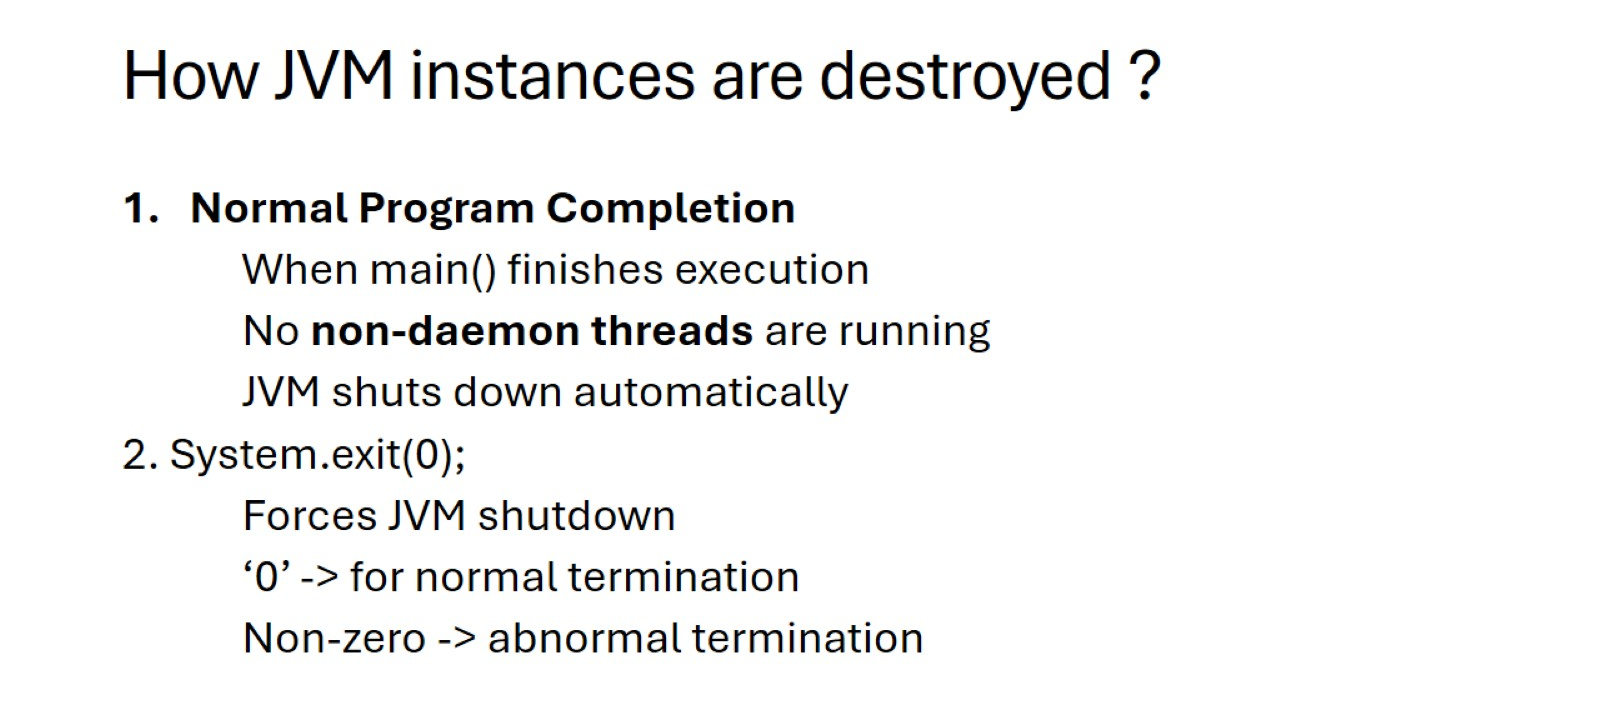 How JVM instances are destroyed ?
1. Normal Program Completion
When main() finishes execution
No non-daemon threads are running
JVM shuts down automatically
2. System.exit(0);
Forces JVM shutdown
‘0’ -> for normal termination
Non-zero -> abnormal termination